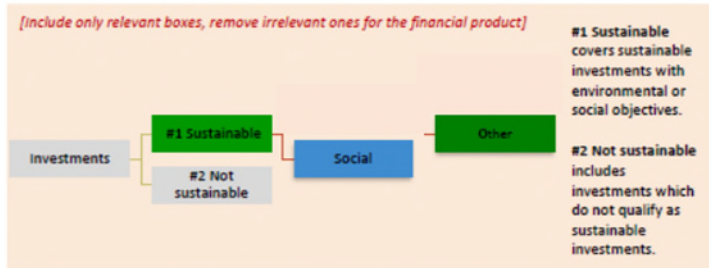 [Include only relevant boxes, remove irrelevant ones for the financial product]
Investments
#1 Sustainable
#2 Not
sustainable
Social
Other
#1 Sustainable
covers sustainable
investments with
environmental or
social objectives.
#2 Not sustainable
includes
investments which
do not qualify as
sustainable
investments.